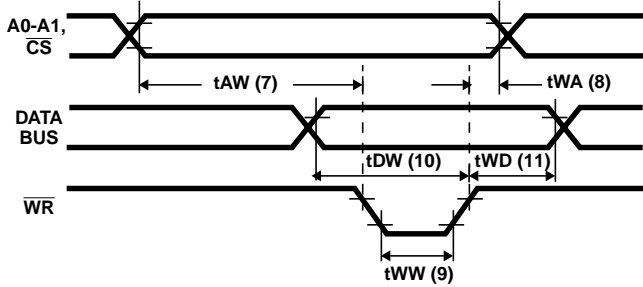 A0-A1,
CS
tAW (7)
tWA (8)
DATA
BUS
tDW (10)
tWD (11)
WR
tWW (9)